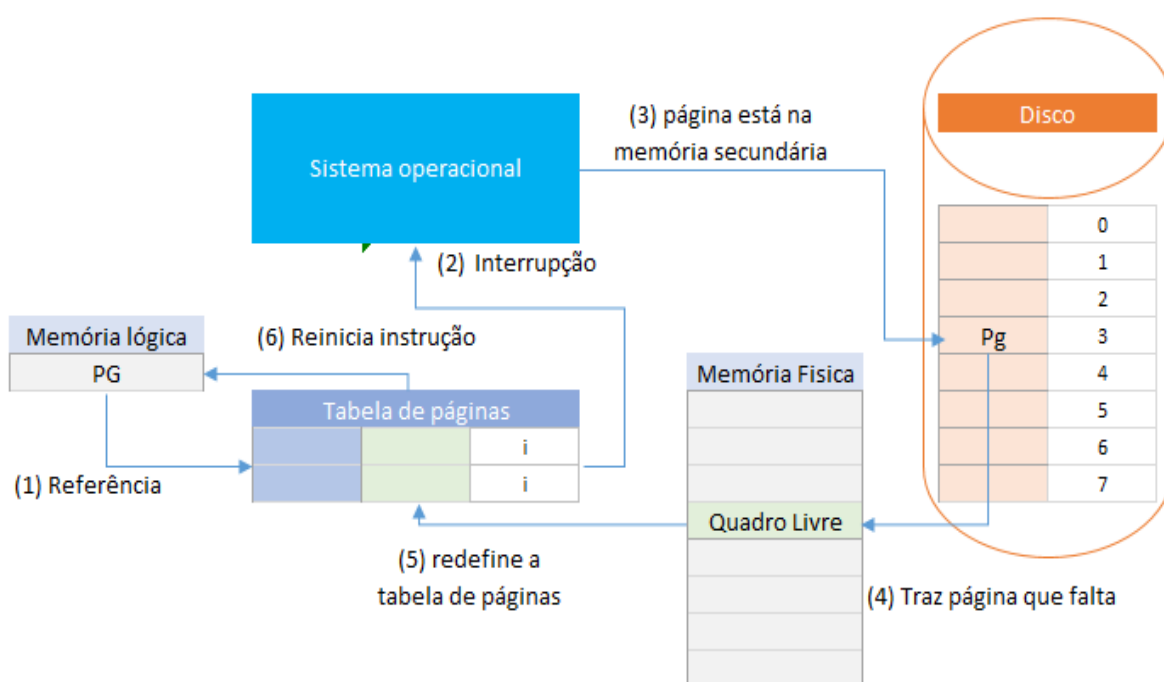 Sistema operacional
(3) página está na
memória secundária
Disco
0
1
2
Pg 3
4
5
6
7
(2) Interrupção
Memória lógica
PG
(6) Reinicia instrução
Tabela de páginas
i
i
(1) Referência
Memória Fisica
Quadro Livre
(5) redefine a
tabela de páginas
(4) Traz página que falta